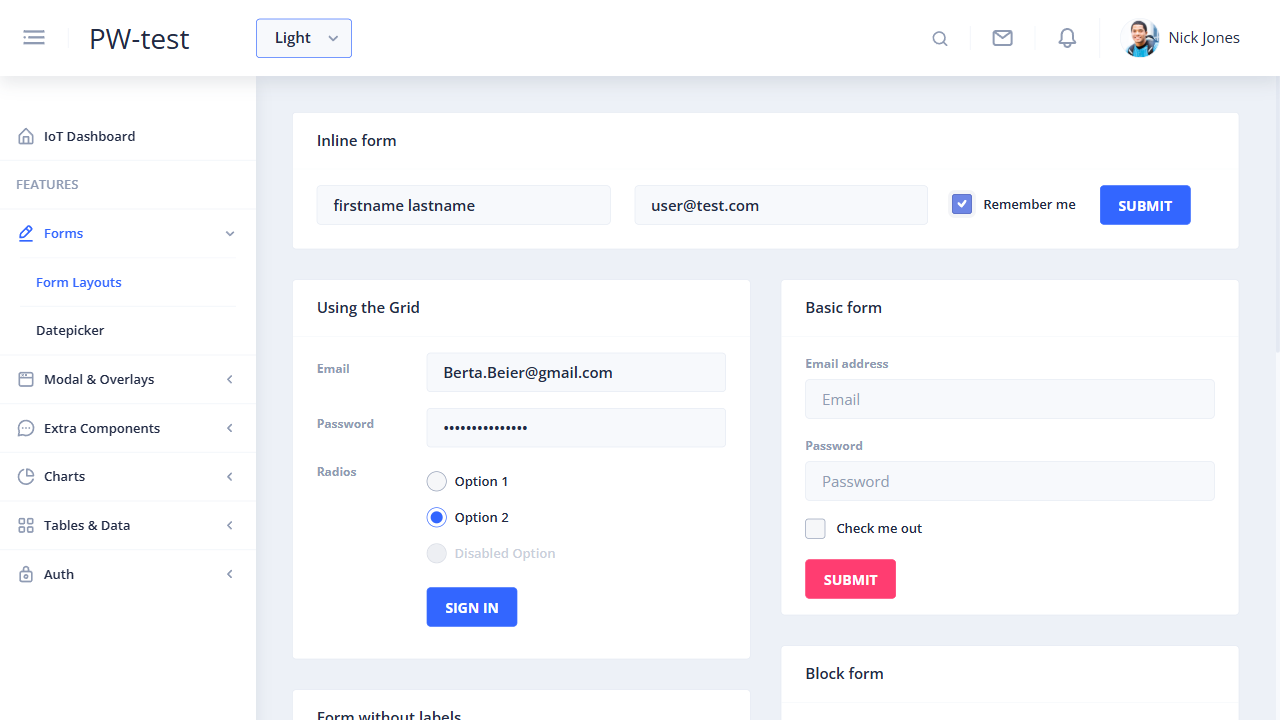 PW-test
Light
Nick Jones
IoT Dashboard
FEATURES
Forms
Form Layouts
Datepicker
Modal & Overlays
Extra Components
Charts
Tables & Data
Auth
Inline form
firstname lastname
user@test.com
Remember me
SUBMIT
Using the Grid
Email
Berta.Beier@gmail.com
Password
•••••••••••••••
Radios
Option 1
Option 2
Disabled Option
SIGN IN
Form without labels
Basic form
Email address
Email
Password
Password
Check me out
SUBMIT
Block form